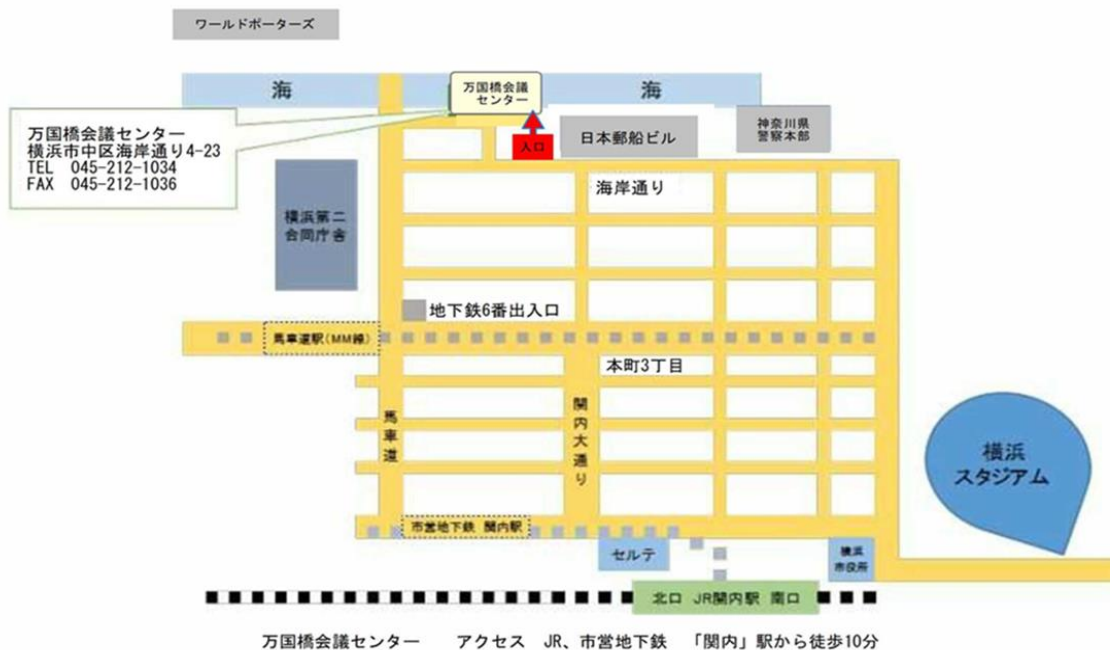 ワールドポーターズ
海
万国橋会議
センター
海
万国橋会議センター
横浜市中区海岸通り4-23
TEL 045-212-1034
FAX 045-212-1036
入口
日本郵船ビル
神奈川県
警察本部
海岸通り
横浜第二
合同庁舎
地下鉄6番出入口
馬車道駅(MM線)
本町3丁目
馬車道
関内大通り
横浜
スタジアム
市営地下鉄 関内駅
セルテ
横浜
市役所
北口 JR関内駅 南口
万国橋会議センター アクセス JR、市営地下鉄 「関内」駅から徒歩10分